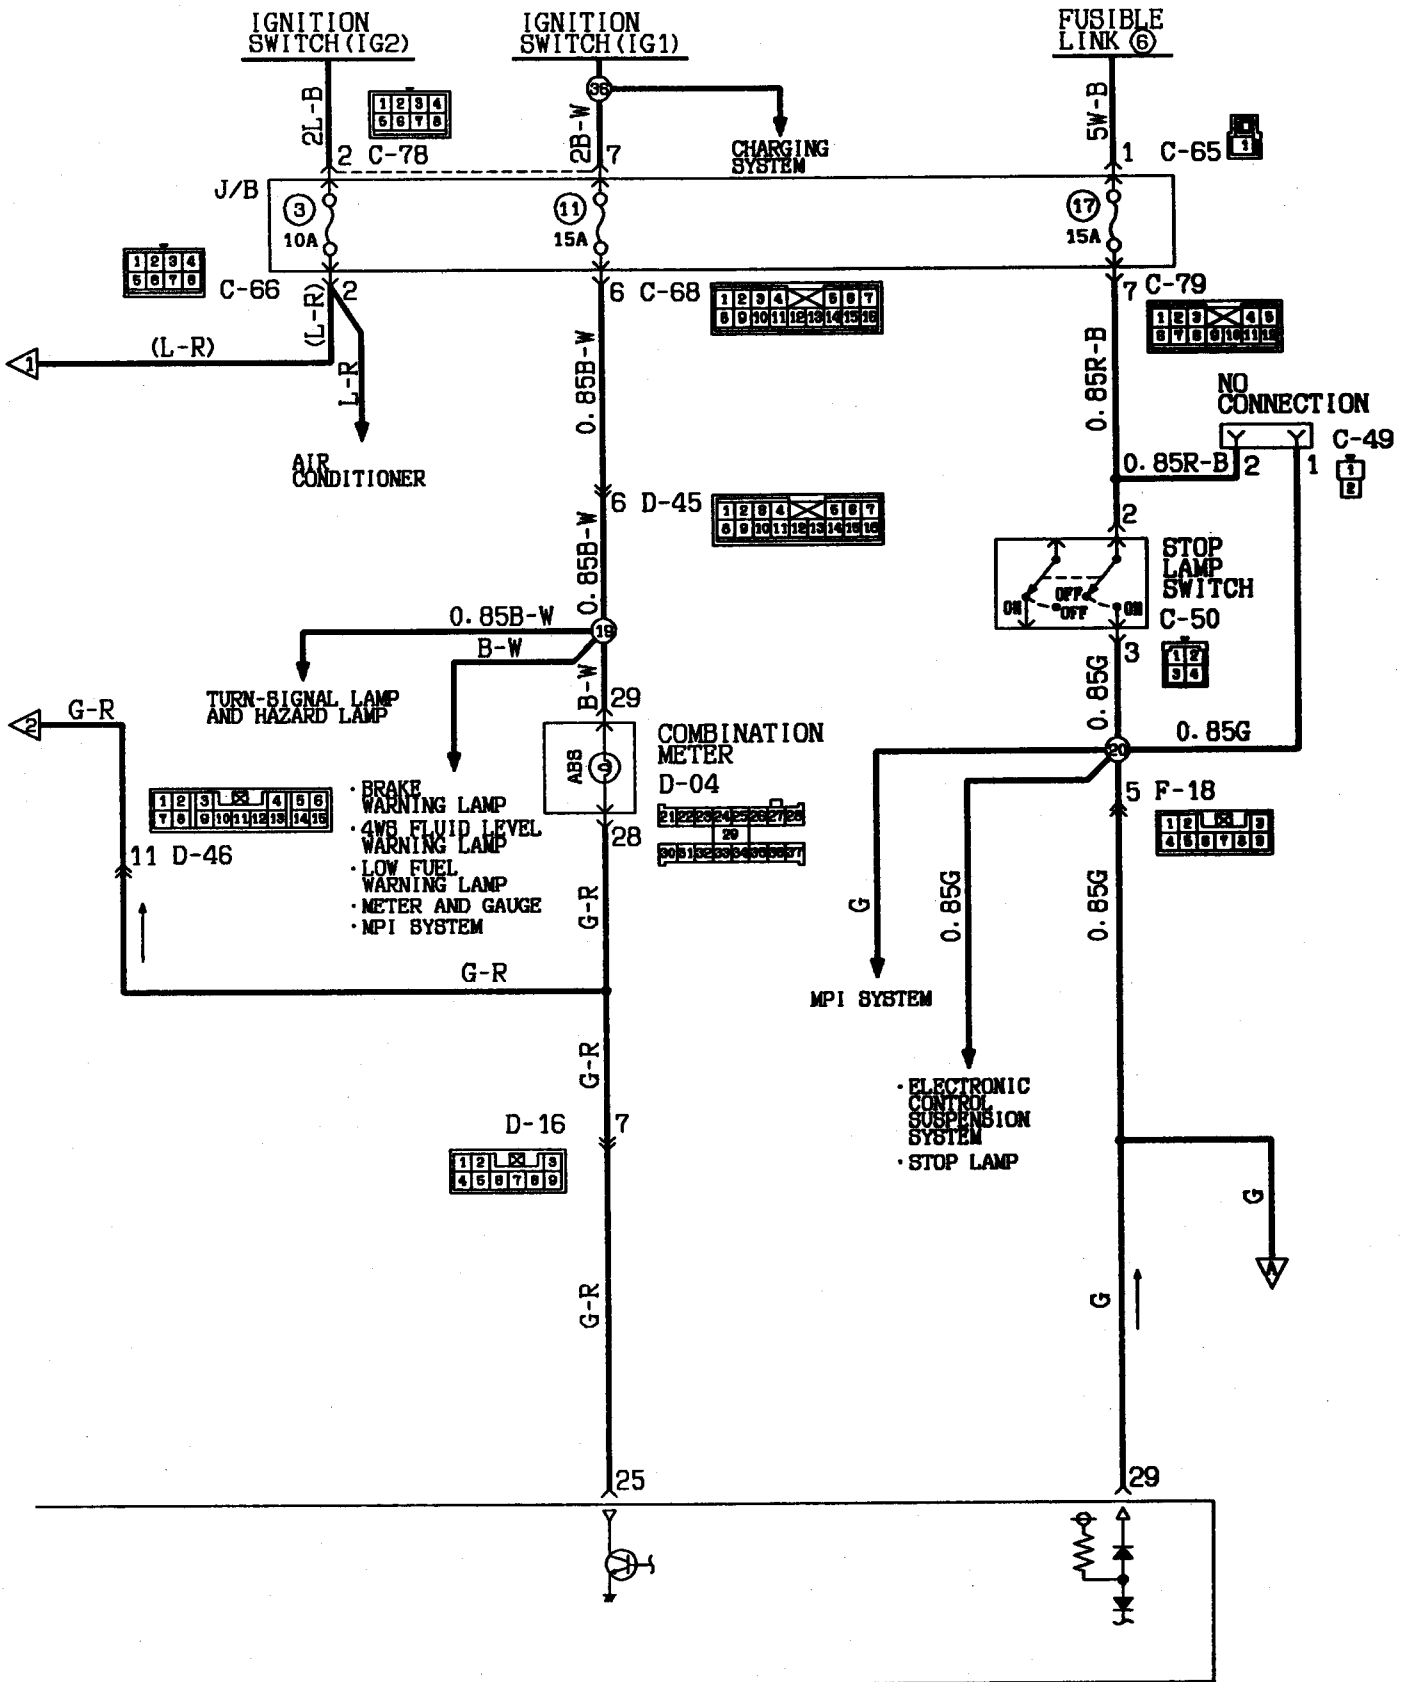 IGNITION
SWITCH(IG2)
IGNITION
SWITCH(IG1)
FUSIBLE
LINK ⑥
2L-B
1 2 3 4
5 6 7 8
2 C-78
36
2B-W
7
CHARGING
SYSTEM
5W-B
1 C-65
1
J/B
3
10A
11
15A
17
15A
1 2 3 4
5 6 7 8
C-66
2
(L-R)
(L-R)
L-R
1
AIR
CONDITIONER
6 C-68
1 2 3 4 5 6 7
8 9 10 11 12 13 14 15 16
0.85B-W
7 C-79
1 2 3 4 5
6 7 8 9 10 11 12
0.85R-B
NO
CONNECTION
C-49
0.85R-B 2
1
1
2
6 D-45
1 2 3 4 5 6 7
8 9 10 11 12 13 14 15 16
0.85B-W
2
STOP
LAMP
SWITCH
ON OFF OFF ON
C-50
1 2
3 4
3
0.85G
0.85B-W
19
B-W
B-W
TURN-SIGNAL LAMP
AND HAZARD LAMP
29
G-R
2
ABS
COMBINATION
METER
D-04
21 22 23 24 25 26 27 28
29
30 31 32 33 34 35 36 37
28
0.85G
20
5 F-18
1 2 3
4 5 6 7 8 9
1 2 3 4 5 6
7 8 9 10 11 12 13 14 15
11 D-46
·BRAKE
WARNING LAMP
·4WS FLUID LEVEL
WARNING LAMP
·LOW FUEL
WARNING LAMP
·METER AND GAUGE
·MPI SYSTEM
G-R
G-R
G
0.85G
0.85G
MPI SYSTEM
G-R
·ELECTRONIC
CONTROL
SUSPENSION
SYSTEM
·STOP LAMP
D-16
7
1 2 3
4 5 6 7 8 9
G
A
G-R
G
25
29